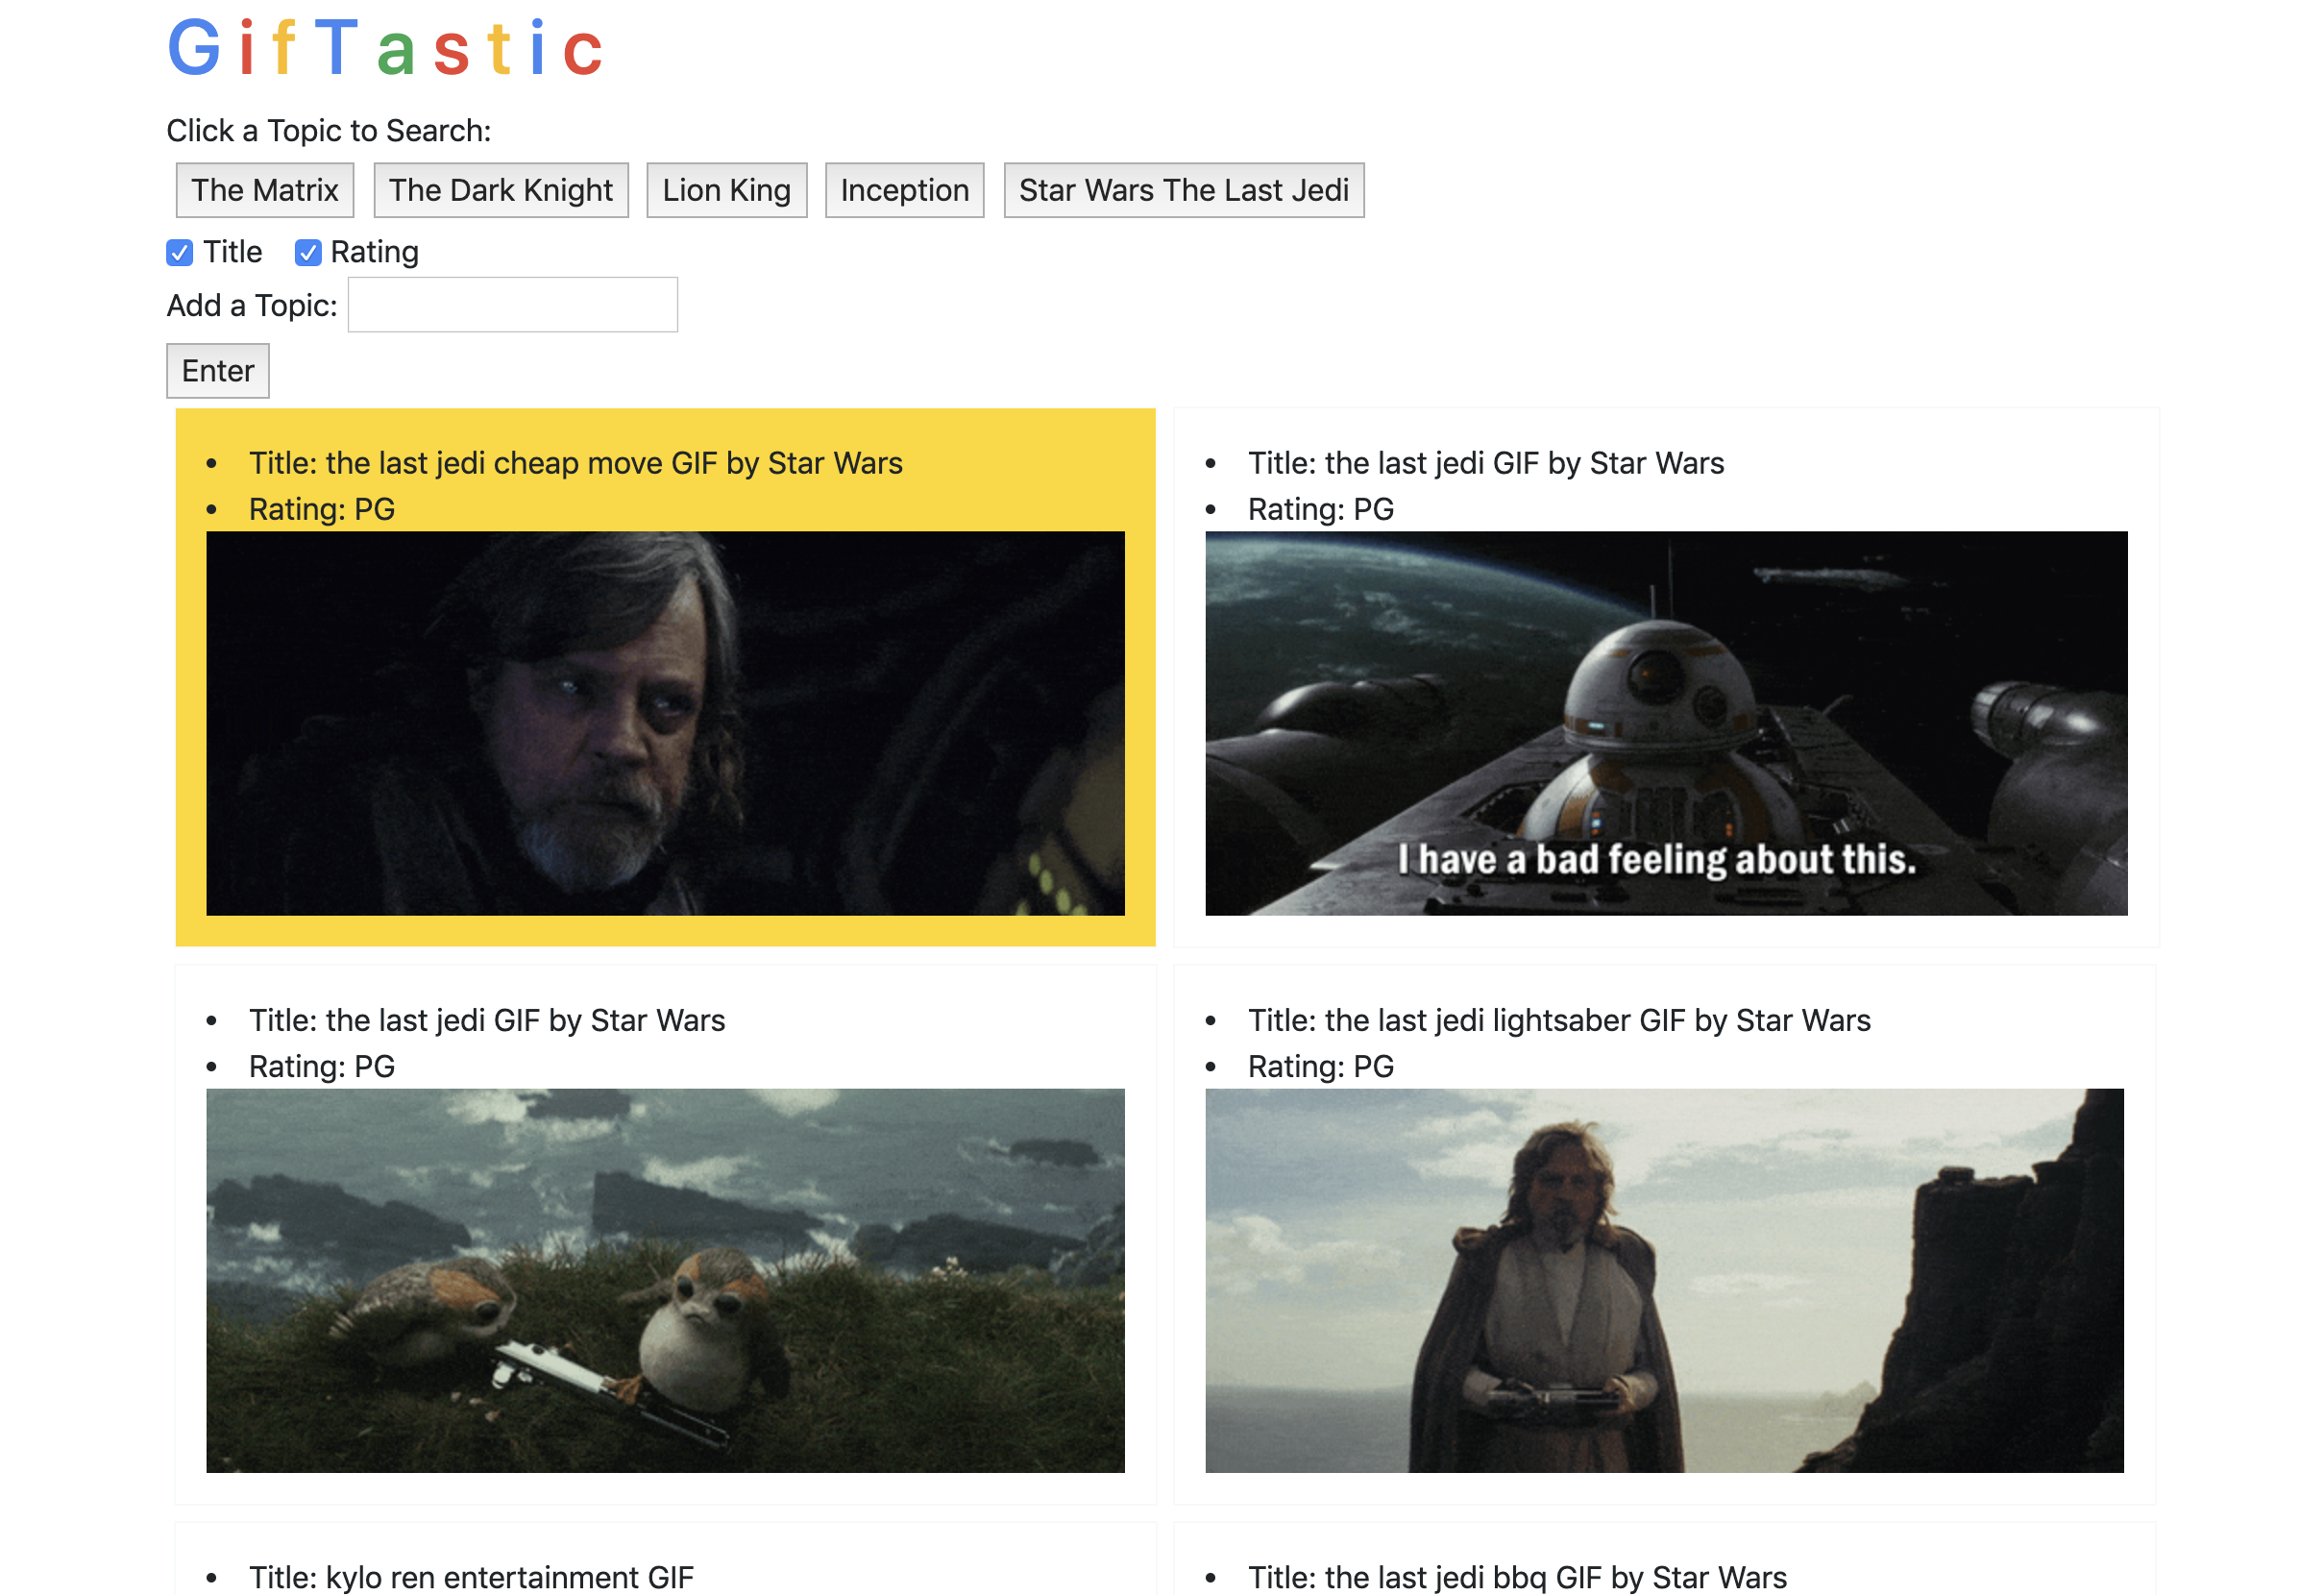 GifTastic
Click a Topic to Search:
The Matrix The Dark Knight Lion King Inception Star Wars The Last Jedi
Title Rating
Add a Topic:
Enter
Title: the last jedi cheap move GIF by Star Wars
Rating: PG
Title: the last jedi GIF by Star Wars
Rating: PG
I have a bad feeling about this.
Title: the last jedi GIF by Star Wars
Rating: PG
Title: the last jedi lightsaber GIF by Star Wars
Rating: PG
Title: kylo ren entertainment GIF
Title: the last jedi bbq GIF by Star Wars